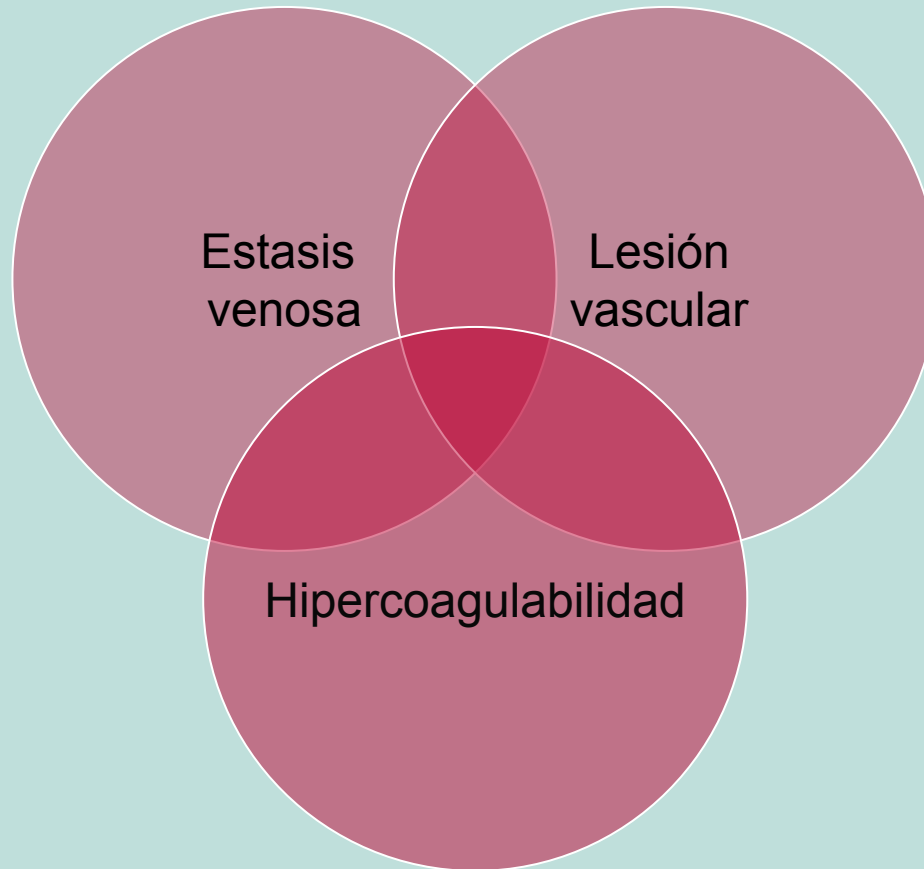 Estasis
venosa
Lesión
vascular
Hipercoagulabilidad